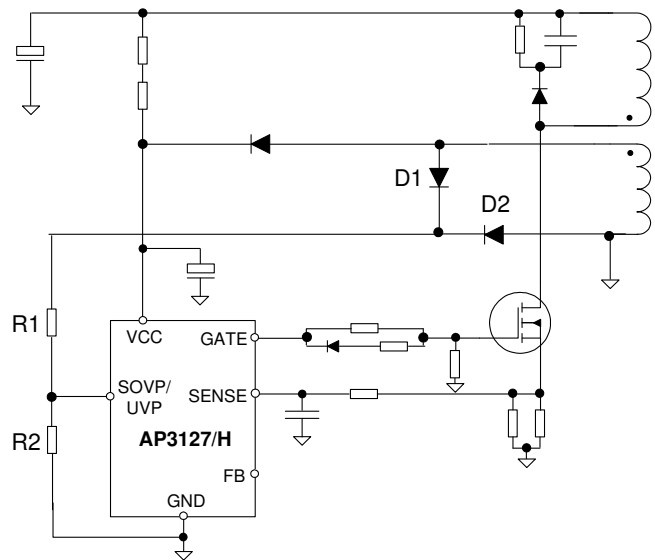 D1
D2
R1
VCC
GATE
SOVP/
UVP
SENSE
R2
AP3127/H
FB
GND